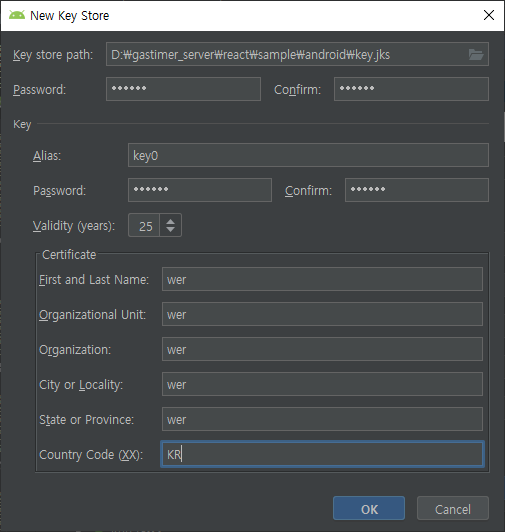 New Key Store
Key store path: D:₩gastimer_server₩react₩sample₩android₩key.jks
Password: •••••• Confirm: ••••••
Key
Alias: key0
Password: •••••• Confirm: ••••••
Validity (years): 25
Certificate
First and Last Name: wer
Organizational Unit: wer
Organization: wer
City or Locality: wer
State or Province: wer
Country Code (XX): KR
OK Cancel